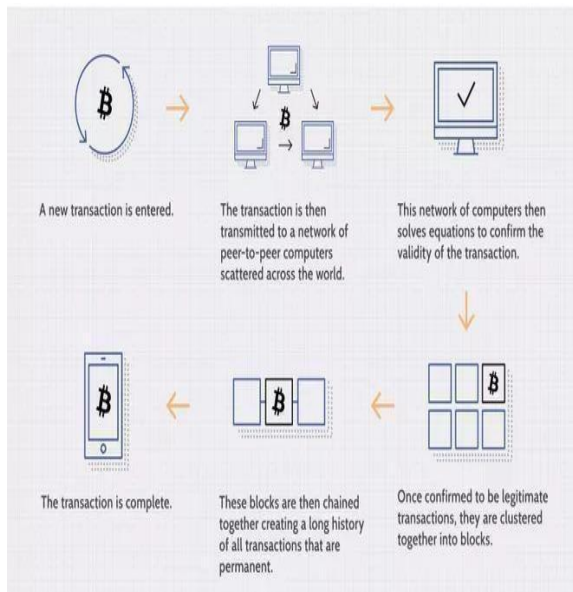 A new transaction is entered.
The transaction is then
transmitted to a network of
peer-to-peer computers
scattered across the world.
This network of computers then
solves equations to confirm the
validity of the transaction.
Once confirmed to be legitimate
transactions, they are clustered
together into blocks.
These blocks are then chained
together creating a long history
of all transactions that are
permanent.
The transaction is complete.